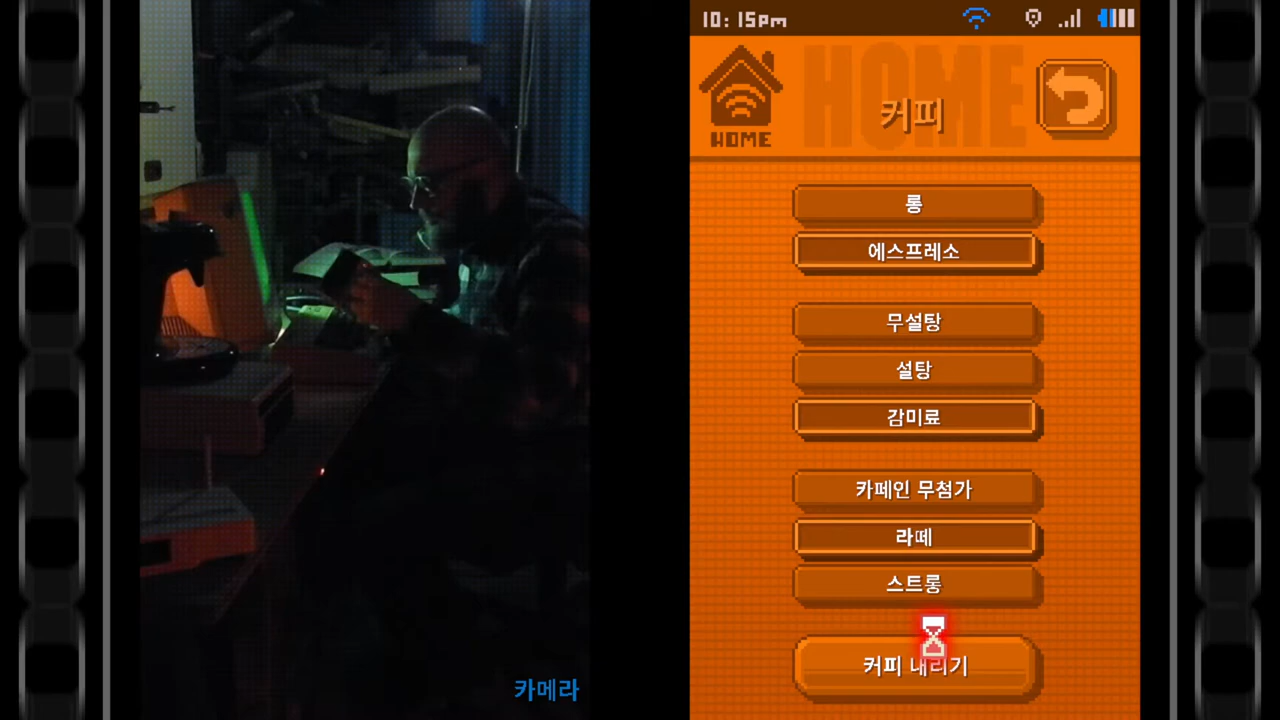 10: 15pm
HOME
HOME
커피
롱
에스프레소
무설탕
설탕
감미료
카페인 무첨가
라떼
스트롱
커피 내리기
카메라